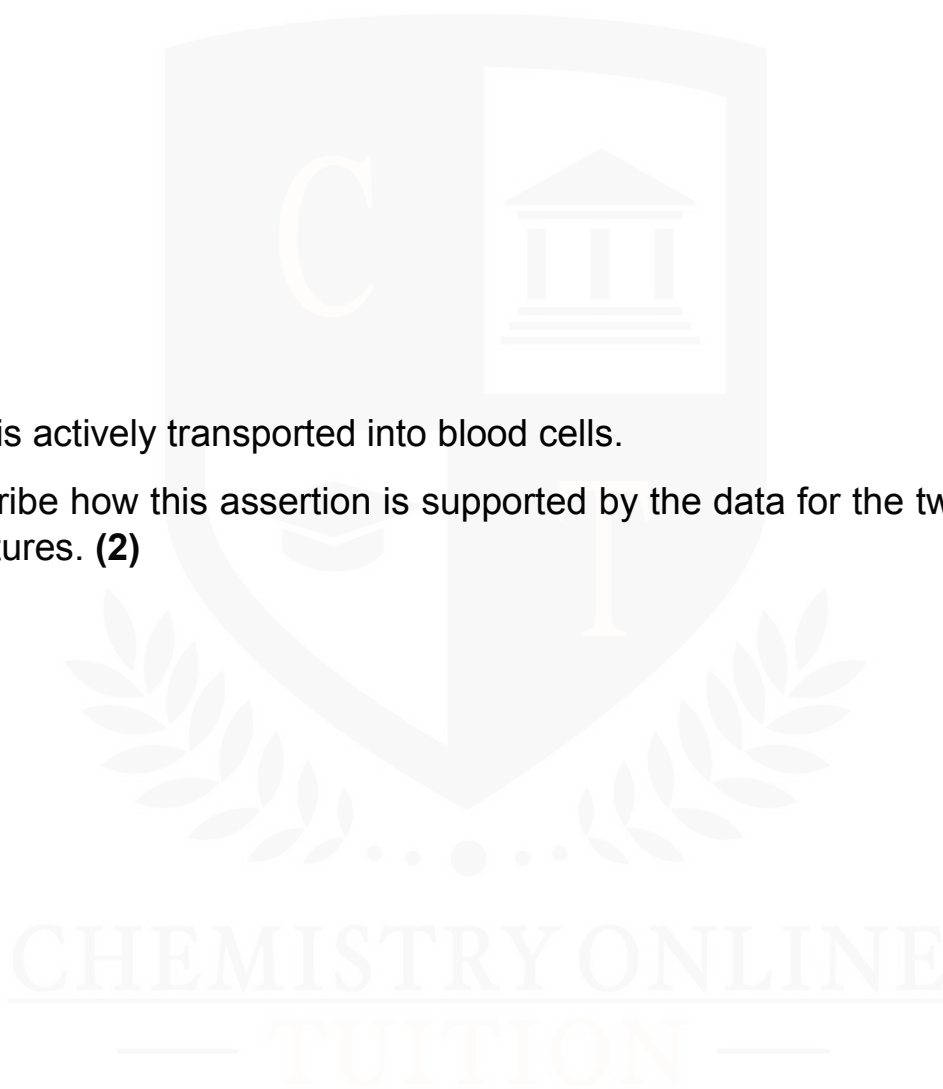 C
is actively transported into blood cells.
ribe how this assertion is supported by the data for the tw
tures. (2)
T
CHEMISTRY ONLINE
TUITION